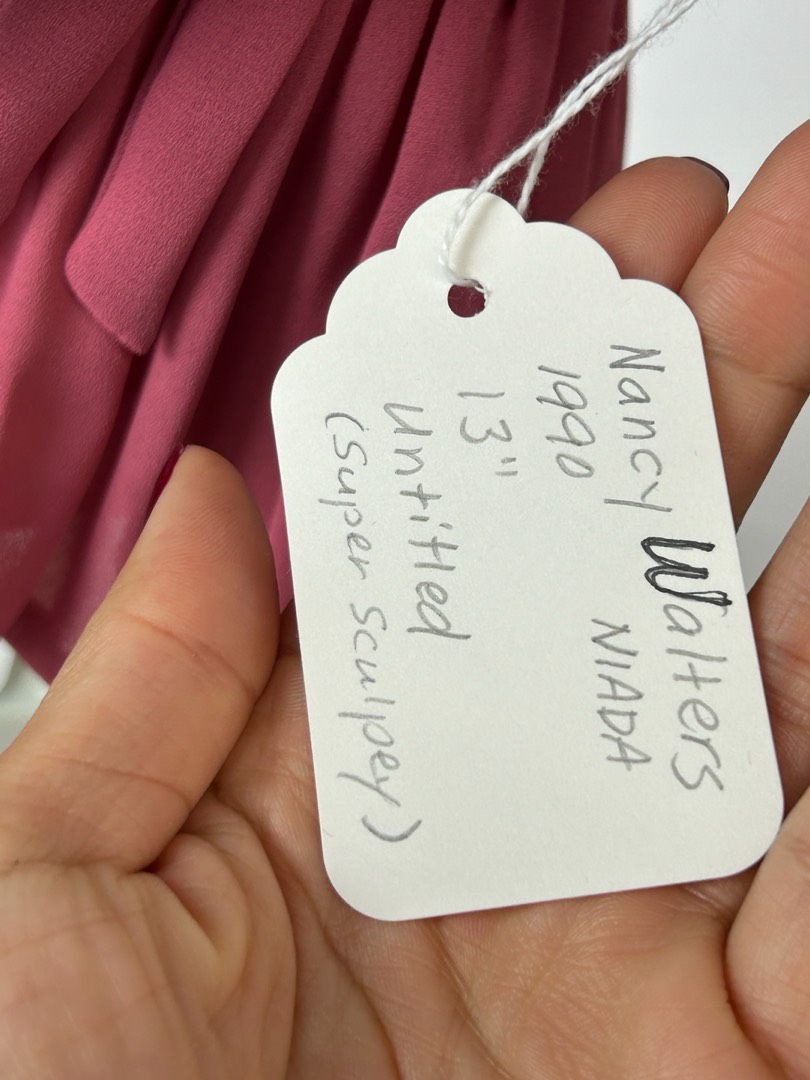 Nancy Walters
1990 NIADA
13"
Untitled
(Super Sculpey)